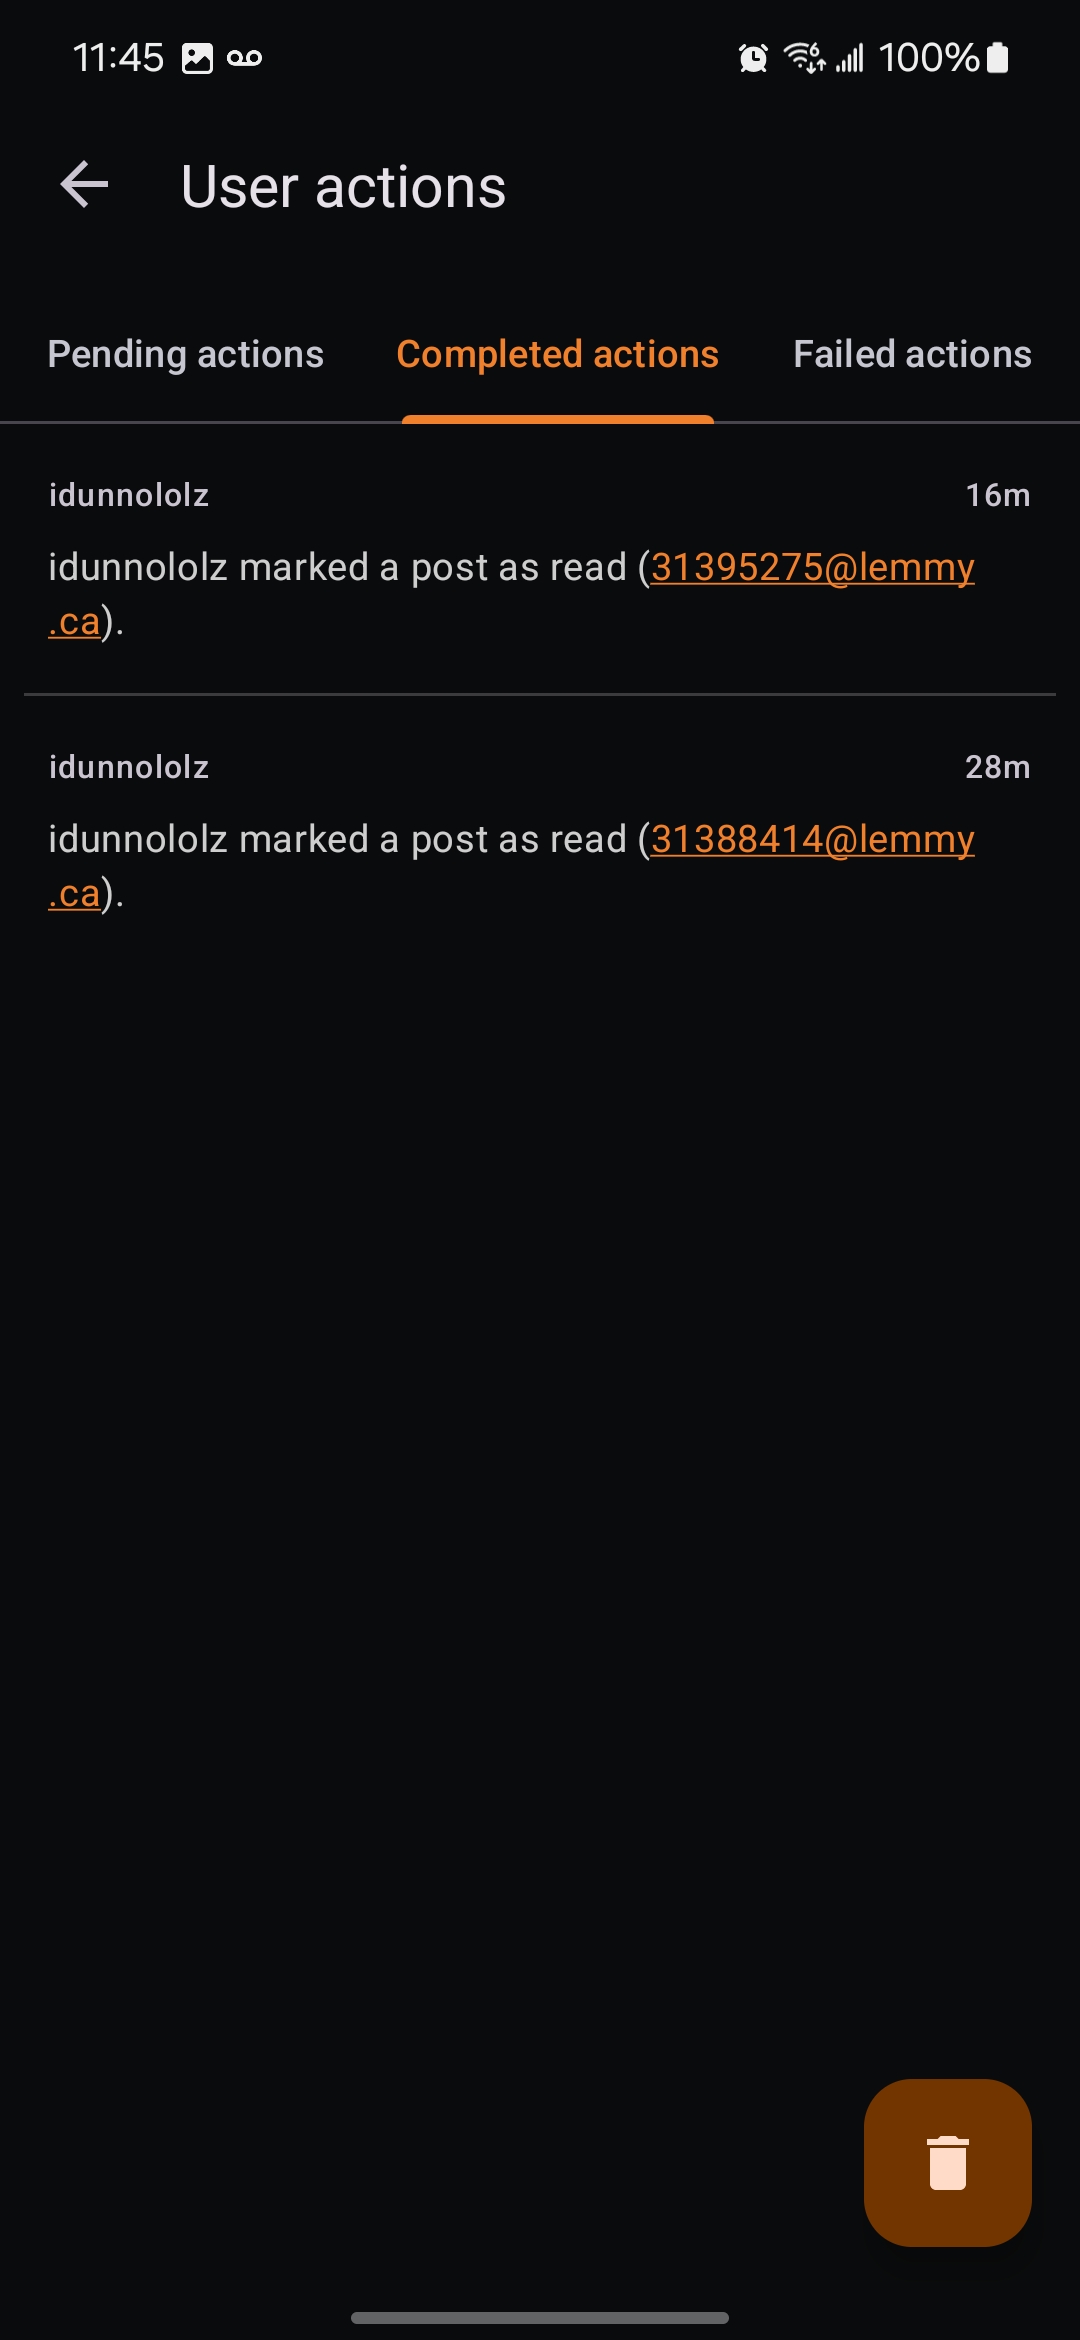 11:45 6 100%
User actions
Pending actions Completed actions Failed actions
idunnololz 16m
idunnololz marked a post as read (31395275@lemmy
.ca).
idunnololz 28m
idunnololz marked a post as read (31388414@lemmy
.ca).